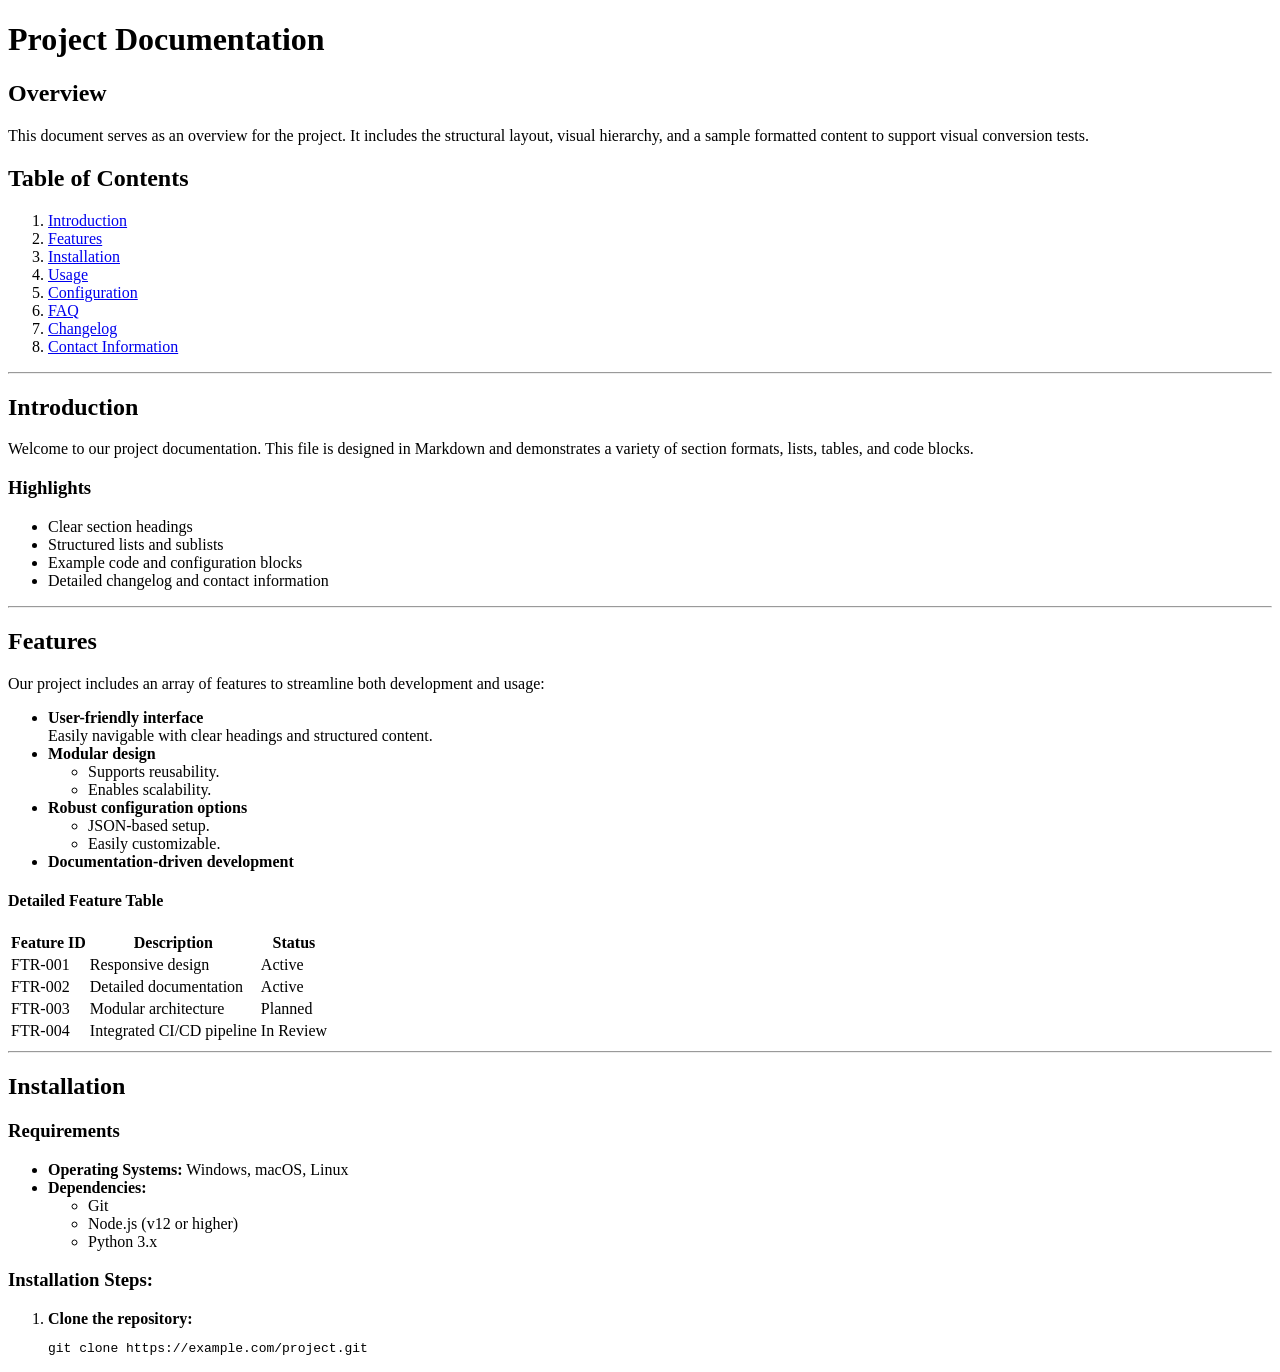 Project Documentation
Overview
This document serves as an overview for the project. It includes the structural layout, visual hierarchy, and a sample formatted content to support visual conversion tests.
Table of Contents
1. Introduction
2. Features
3. Installation
4. Usage
5. Configuration
6. FAQ
7. Changelog
8. Contact Information
Introduction
Welcome to our project documentation. This file is designed in Markdown and demonstrates a variety of section formats, lists, tables, and code blocks.
Highlights
• Clear section headings
• Structured lists and sublists
• Example code and configuration blocks
• Detailed changelog and contact information
Features
Our project includes an array of features to streamline both development and usage:
• User-friendly interface
Easily navigable with clear headings and structured content.
• Modular design
◦ Supports reusability.
◦ Enables scalability.
• Robust configuration options
◦ JSON-based setup.
◦ Easily customizable.
• Documentation-driven development
Detailed Feature Table
Feature ID Description Status
FTR-001 Responsive design Active
FTR-002 Detailed documentation Active
FTR-003 Modular architecture Planned
FTR-004 Integrated CI/CD pipeline In Review
Installation
Requirements
• Operating Systems: Windows, macOS, Linux
• Dependencies:
◦ Git
◦ Node.js (v12 or higher)
◦ Python 3.x
Installation Steps:
1. Clone the repository:
git clone https://example.com/project.git